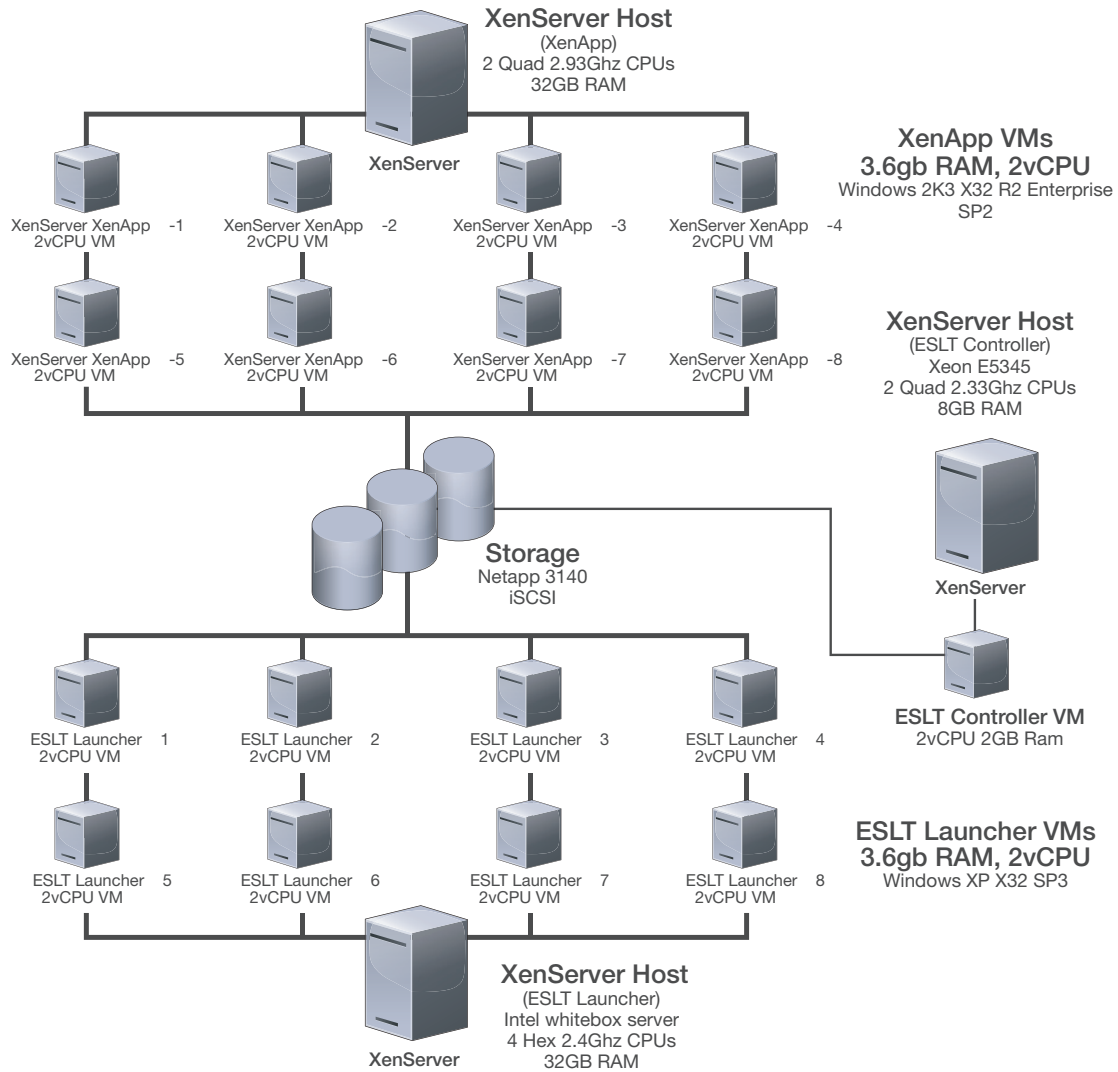 XenServer Host
(XenApp)
2 Quad 2.93Ghz CPUs
32GB RAM
XenServer
XenApp VMs
3.6gb RAM, 2vCPU
Windows 2K3 X32 R2 Enterprise
SP2
XenServer XenApp -1
2vCPU VM
XenServer XenApp -2
2vCPU VM
XenServer XenApp -3
2vCPU VM
XenServer XenApp -4
2vCPU VM
XenServer XenApp -5
2vCPU VM
XenServer XenApp -6
2vCPU VM
XenServer XenApp -7
2vCPU VM
XenServer XenApp -8
2vCPU VM
XenServer Host
(ESLT Controller)
Xeon E5345
2 Quad 2.33Ghz CPUs
8GB RAM
XenServer
Storage
Netapp 3140
iSCSI
ESLT Controller VM
2vCPU 2GB Ram
ESLT Launcher 1
2vCPU VM
ESLT Launcher 2
2vCPU VM
ESLT Launcher 3
2vCPU VM
ESLT Launcher 4
2vCPU VM
ESLT Launcher 5
2vCPU VM
ESLT Launcher 6
2vCPU VM
ESLT Launcher 7
2vCPU VM
ESLT Launcher 8
2vCPU VM
ESLT Launcher VMs
3.6gb RAM, 2vCPU
Windows XP X32 SP3
XenServer Host
(ESLT Launcher)
Intel whitebox server
4 Hex 2.4Ghz CPUs
32GB RAM
XenServer